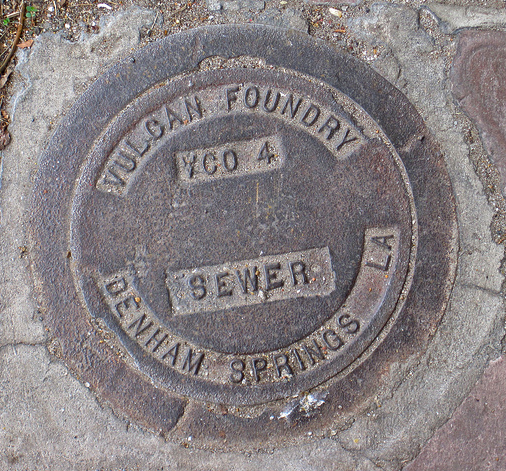 VULCAN FOUNDRY
VCO 4
SEWER
DENHAM SPRINGS LA